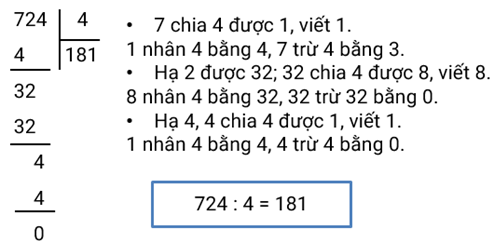 724 4
4 181
32
32
4
4
0
• 7 chia 4 được 1, viết 1.
1 nhân 4 bằng 4, 7 trừ 4 bằng 3.
• Hạ 2 được 32; 32 chia 4 được 8, viết 8.
8 nhân 4 bằng 32, 32 trừ 32 bằng 0.
• Hạ 4, 4 chia 4 được 1, viết 1.
1 nhân 4 bằng 4, 4 trừ 4 bằng 0.
724 : 4 = 181